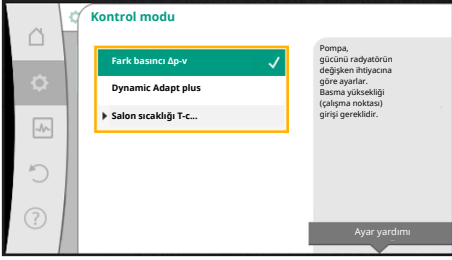 Kontrol modu
Fark basıncı Δp-v
Dynamic Adapt plus
Salon sıcaklığı T-c...
Pompa,
gücünü radyatörün
değişken ihtiyacına
göre ayarlar.
Basma yüksekliği
(çalışma noktası)
girişi gereklidir.
Ayar yardımı